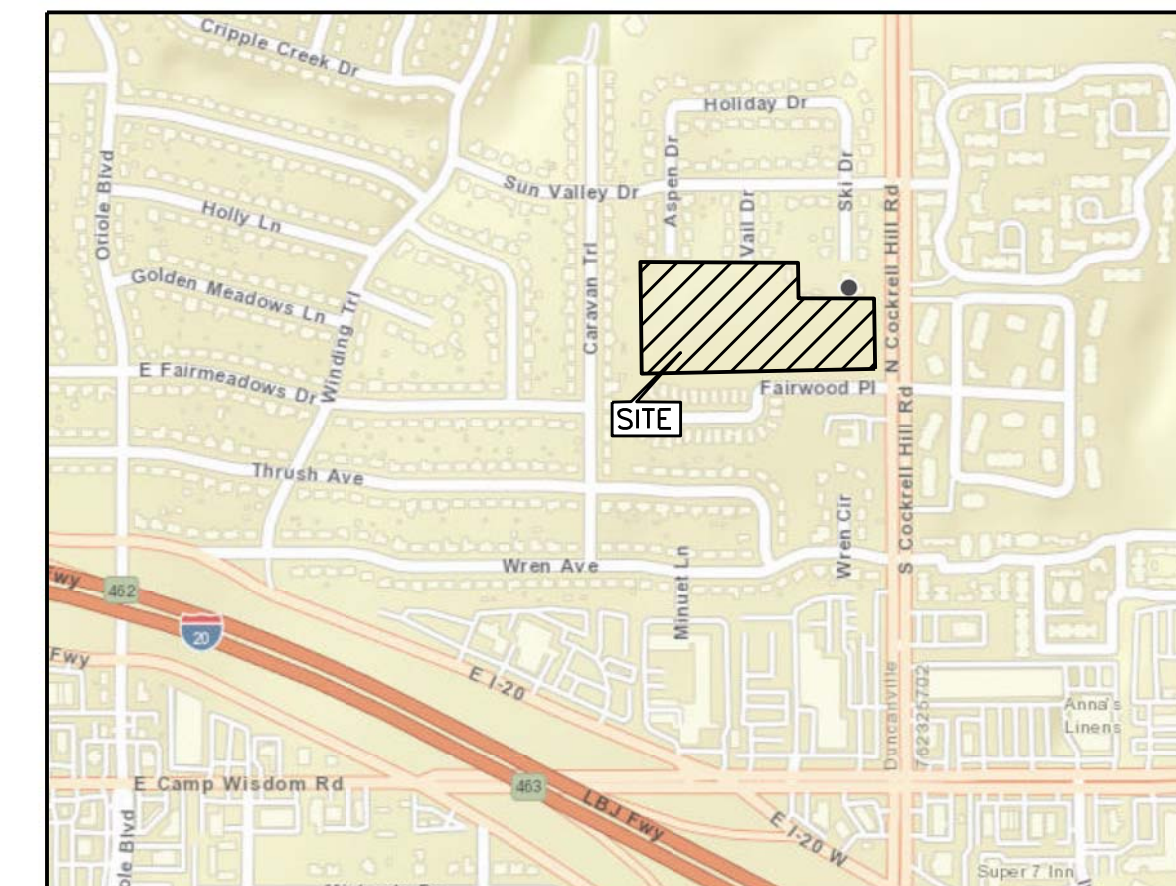 Cripple Creek Dr
Holiday Dr
Oriole Blvd
Aspen Dr
Ski Dr
Sun Valley Dr
Vail Dr
N Cockrell Hill Rd
Holly Ln
Caravan Trl
Golden Meadows Ln
Winding Trl
E Fairmeadows Dr
Fairwood Pl
SITE
S Cockrell Hill Rd
Thrush Ave
Wren Cir
Wren Ave
Minuet Ln
Fwy
462
20
Fwy
E I-20
Duncanville
762325702
Anna's
Linens
E Camp Wisdom Rd
463
LBJ Fwy
E I-20 W
ole Blvd
Super 7 Inn